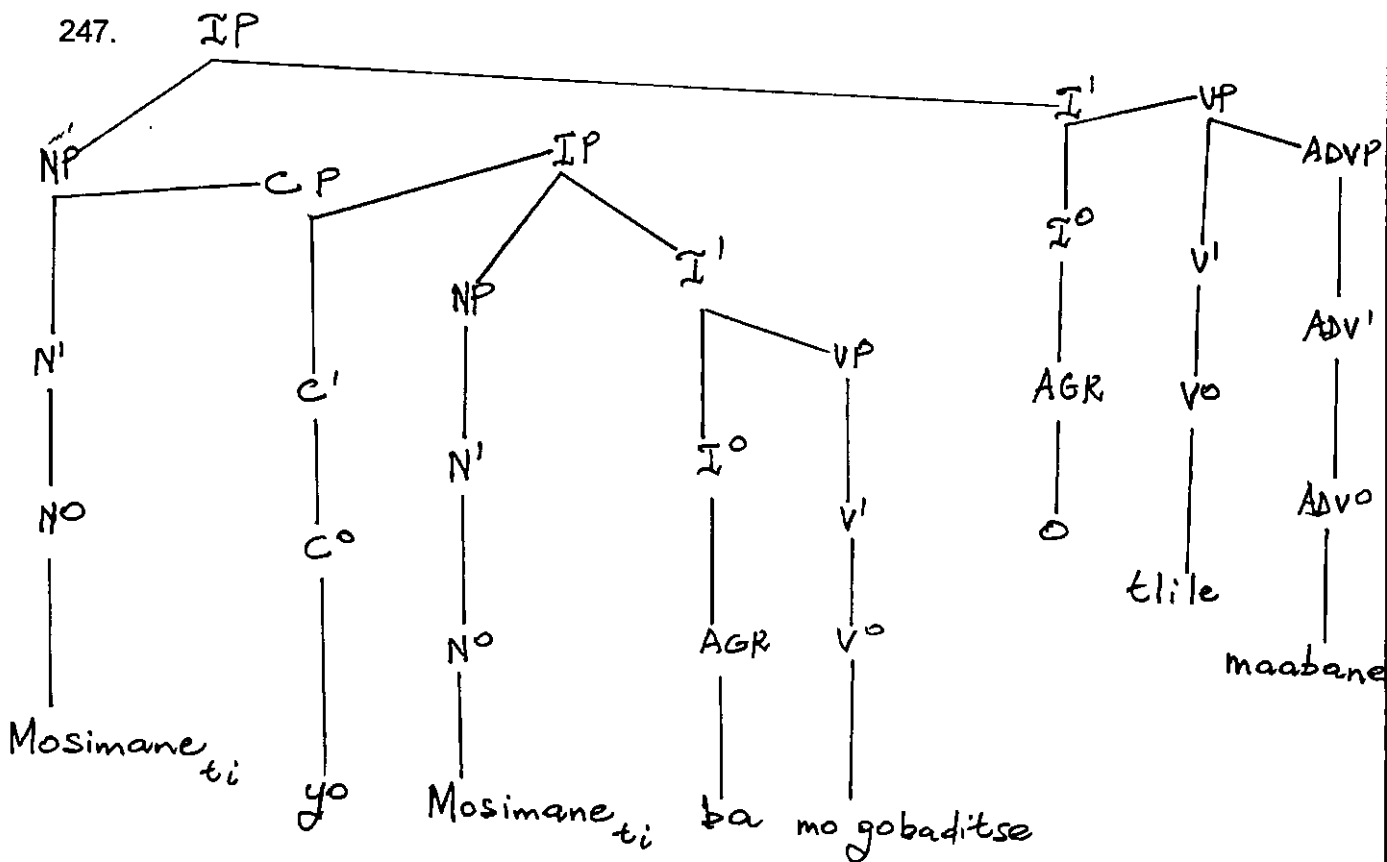 247. IP
I' VP
NP' CP IP ADVP
I⁰ V'
NP I'
N' C' VP AGR V⁰ ADV'
N' I⁰
N⁰ C⁰ V' O ADV⁰
tlile
N⁰ AGR V⁰ maabane
Mosimane ti yo Mosimane ti ba mo gobaditse